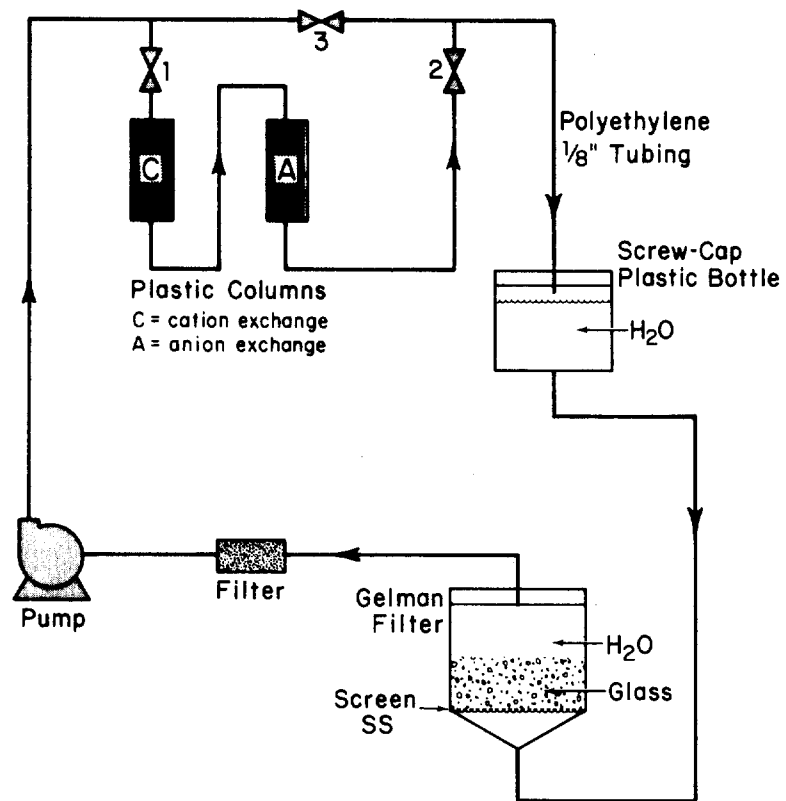 3
1
2
C
A
Polyethylene
1/8" Tubing
Plastic Columns
C = cation exchange
A = anion exchange
Screw-Cap
Plastic Bottle
H₂O
Pump
Filter
Gelman
Filter
H₂O
Glass
Screen
SS